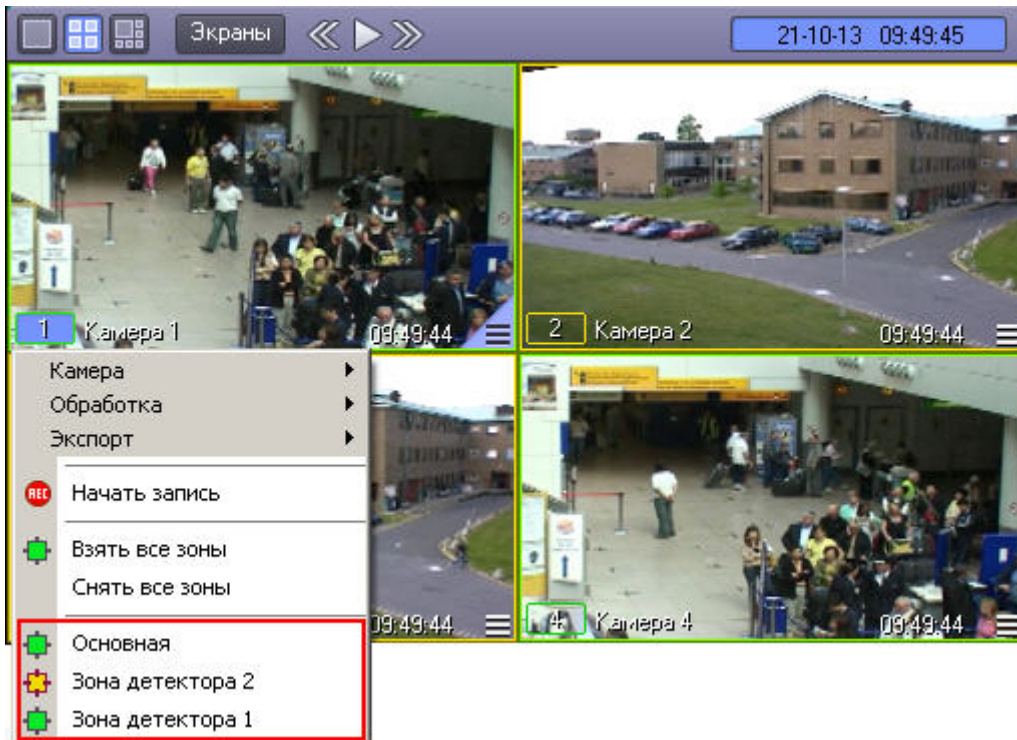 Экраны
21-10-13 09:49:45
1 Камера 1 09:49:44
2 Камера 2 09:49:44
Камера
Обработка
Экспорт
REC Начать запись
Взять все зоны
Снять все зоны
09:49:44
4 Камера 4 09:49:44
Основная
Зона детектора 2
Зона детектора 1